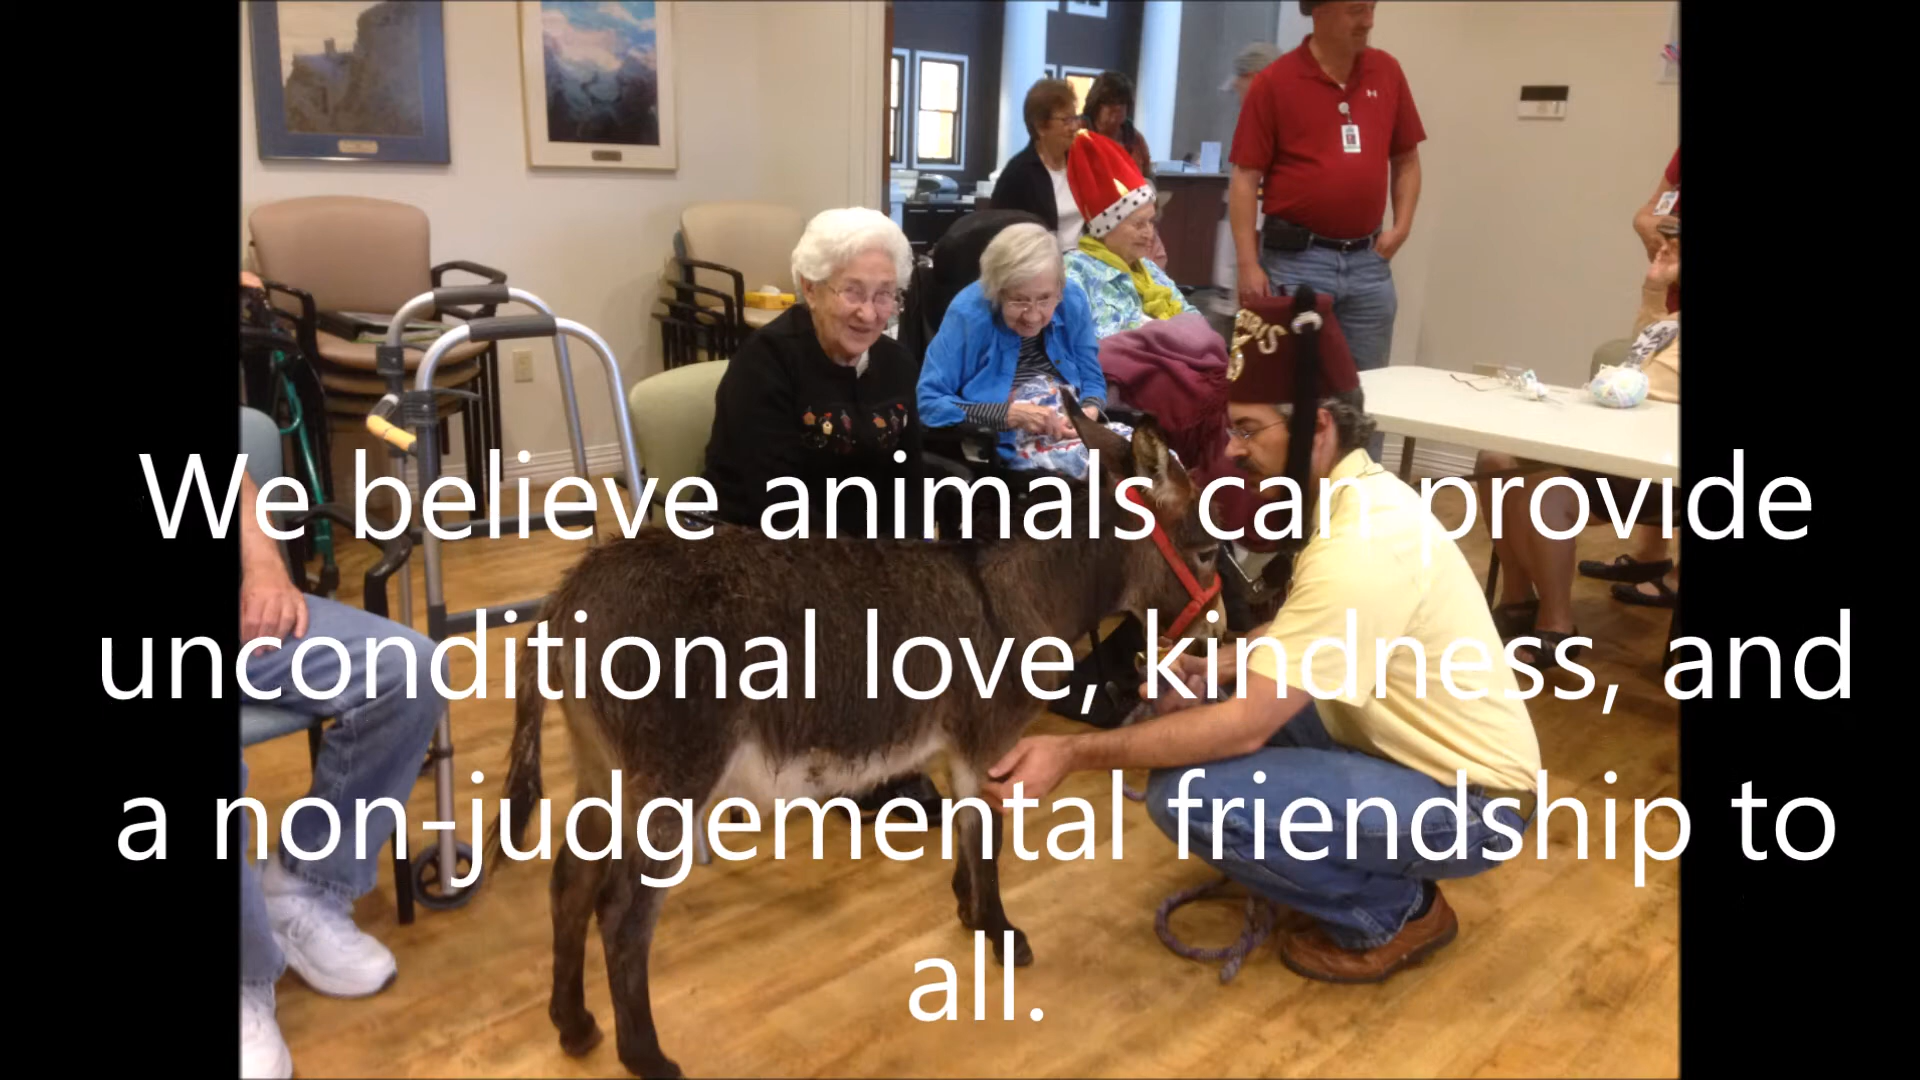 We believe animals can provide
unconditional love, kindness, and
a non-judgemental friendship to
all.